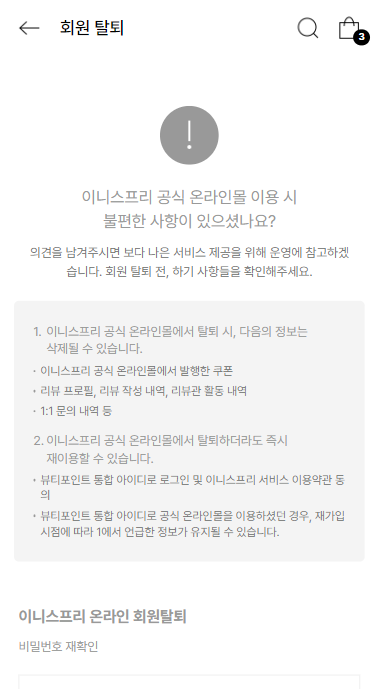 회원 탈퇴
3
이니스프리 공식 온라인몰 이용 시
불편한 사항이 있으셨나요?
의견을 남겨주시면 보다 나은 서비스 제공을 위해 운영에 참고하겠
습니다. 회원 탈퇴 전, 하기 사항들을 확인해주세요.
1. 이니스프리 공식 온라인몰에서 탈퇴 시, 다음의 정보는
삭제될 수 있습니다.
· 이니스프리 공식 온라인몰에서 발행한 쿠폰
· 리뷰 프로필, 리뷰 작성 내역, 리뷰관 활동 내역
· 1:1 문의 내역 등
2. 이니스프리 공식 온라인몰에서 탈퇴하더라도 즉시
재이용할 수 있습니다.
· 뷰티포인트 통합 아이디로 로그인 및 이니스프리 서비스 이용약관 동
의
· 뷰티포인트 통합 아이디로 공식 온라인몰을 이용하셨던 경우, 재가입
시점에 따라 1에서 언급한 정보가 유지될 수 있습니다.
이니스프리 온라인 회원탈퇴
비밀번호 재확인